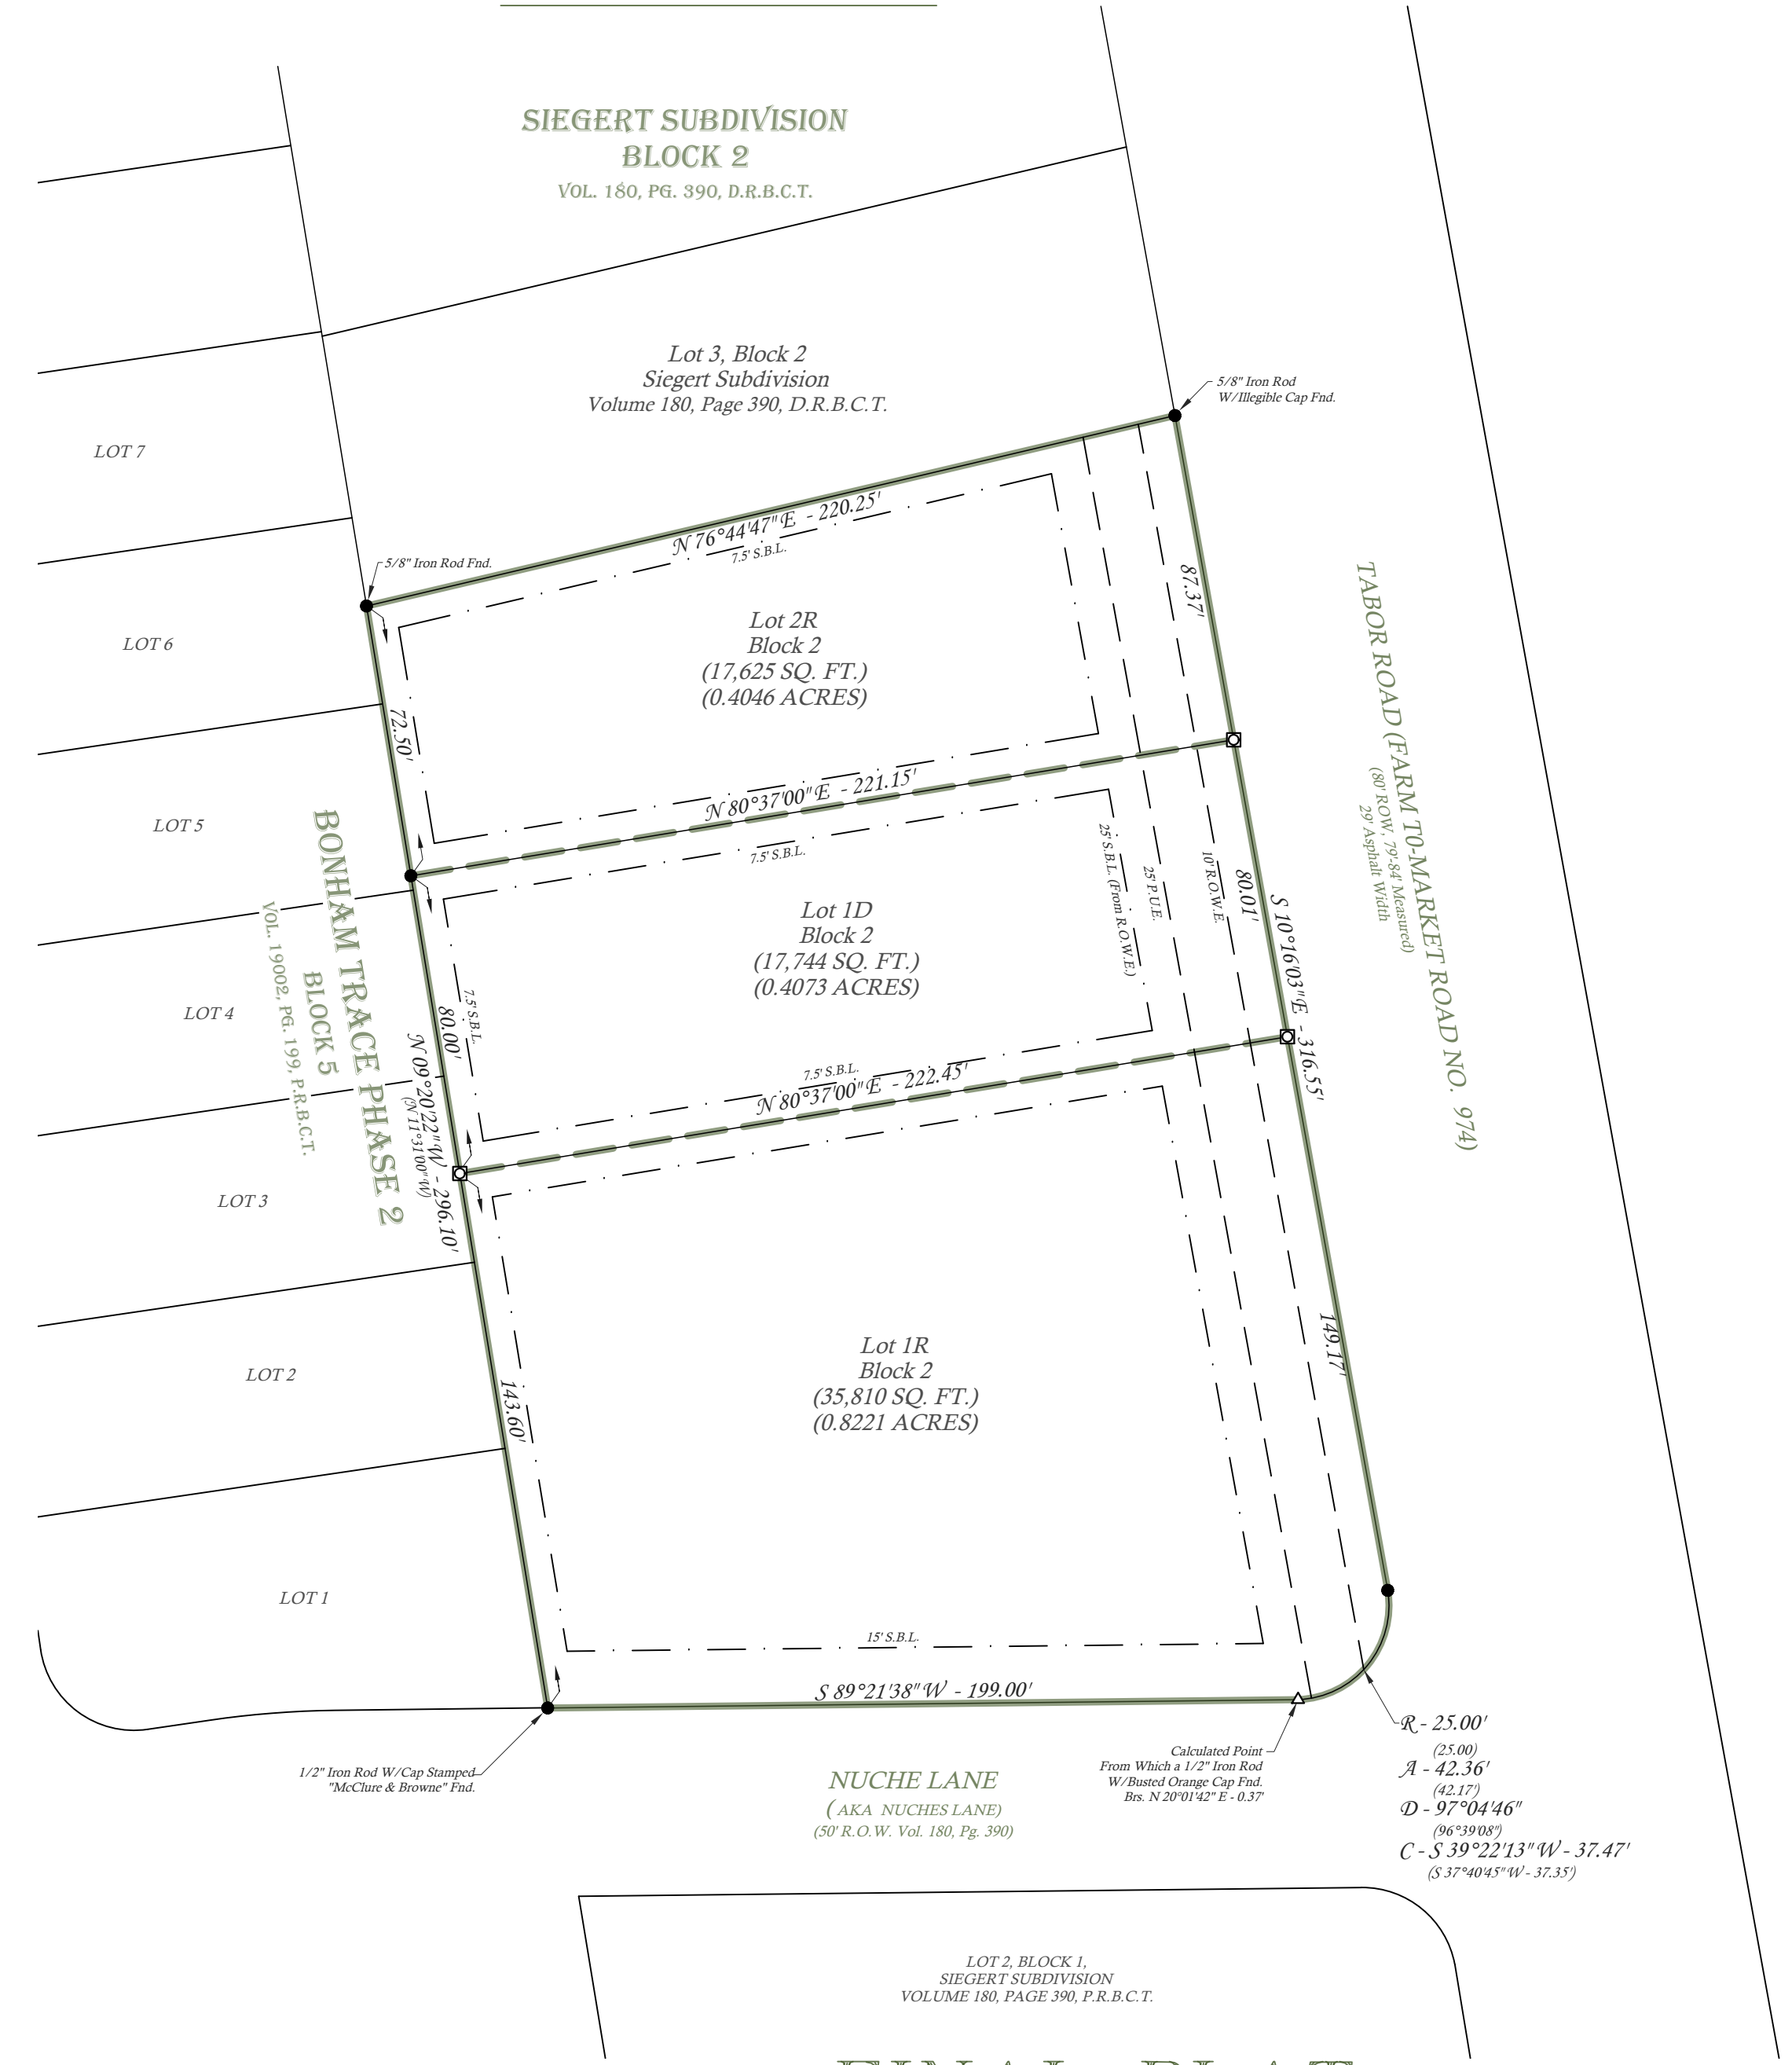 SIEGERT SUBDIVISION
BLOCK 2
VOL. 180, PG. 390, D.R.B.C.T.
Lot 3, Block 2
Siegert Subdivision
Volume 180, Page 390, D.R.B.C.T.
5/8" Iron Rod
W/Illegible Cap Fnd.
LOT 7
N 76°44'47" E - 220.25'
7.5' S.B.L.
5/8" Iron Rod Fnd.
87.37'
LOT 6
Lot 2R
Block 2
(17,625 SQ. FT.)
(0.4046 ACRES)
72.50'
TABOR ROAD (FARM TO-MARKET ROAD NO. 974)
(80' ROW, 79'-84' Measured)
29' Asphalt Width
N 80°37'00" E - 221.15'
LOT 5
7.5' S.B.L.
25' S.B.L. (From R.O.W.E.)
25' P.U.E.
10' R.O.W.E.
80.01'
S 10°16'03" E - 316.55'
Lot 1D
Block 2
(17,744 SQ. FT.)
(0.4073 ACRES)
BONHAM TRACE PHASE 2
BLOCK 5
VOL. 19002, PG. 199, P.R.B.C.T.
LOT 4
7.5' S.B.L.
80.00'
N 09°20'22" W - 296.10'
(N 11°31'00" W)
7.5' S.B.L.
N 80°37'00" E - 222.45'
LOT 3
LOT 2
149.17'
Lot 1R
Block 2
(35,810 SQ. FT.)
(0.8221 ACRES)
143.60'
LOT 1
15' S.B.L.
S 89°21'38" W - 199.00'
1/2" Iron Rod W/Cap Stamped
"McClure & Browne" Fnd.
Calculated Point
From Which a 1/2" Iron Rod
W/Busted Orange Cap Fnd.
Brs. N 20°01'42" E - 0.37'
R - 25.00'
(25.00)
A - 42.36'
(42.17')
D - 97°04'46"
(96°39'08")
C - S 39°22'13" W - 37.47'
(S 37°40'45" W - 37.35')
NUCHE LANE
( AKA NUCHES LANE)
(50' R.O.W. Vol. 180, Pg. 390)
LOT 2, BLOCK 1,
SIEGERT SUBDIVISION
VOLUME 180, PAGE 390, P.R.B.C.T.